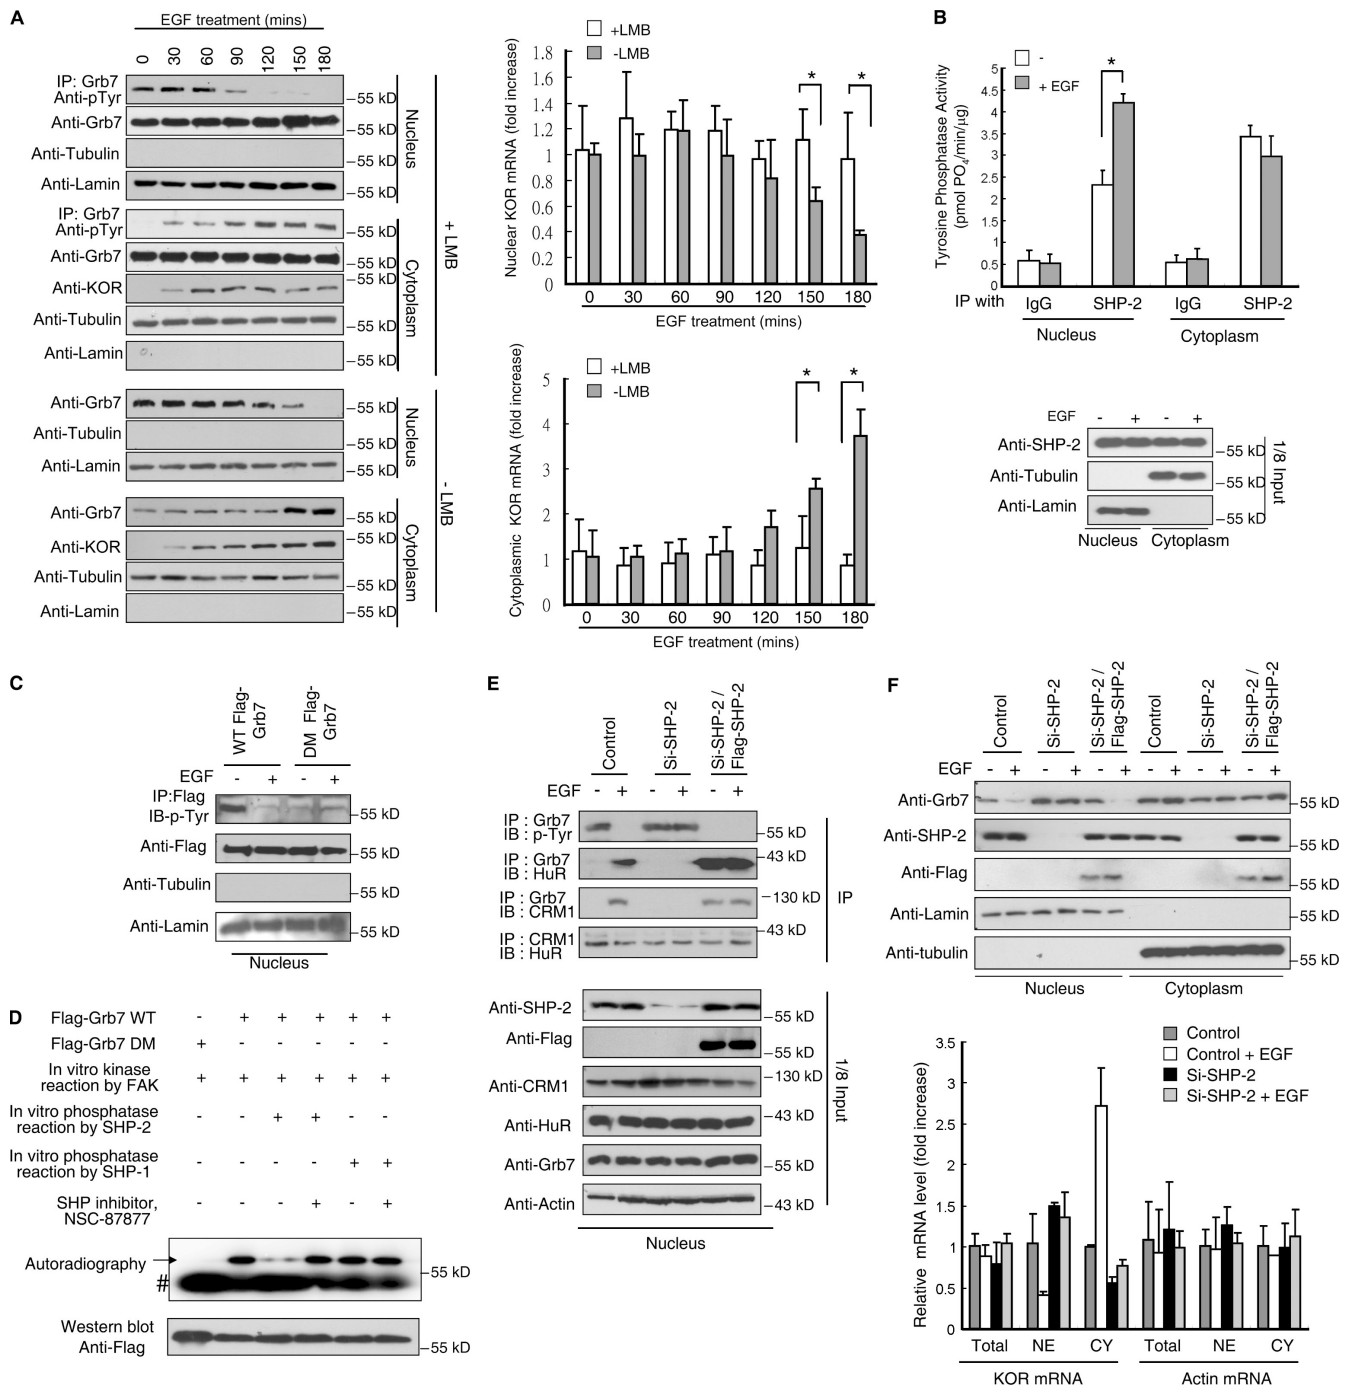 A
EGF treatment (mins)
0 30 60 90 120 150 180
IP: Grb7
Anti-pTyr
55 kD
Anti-Grb7
55 kD
Anti-Tubulin
55 kD
Anti-Lamin
55 kD
Nucleus
IP: Grb7
Anti-pTyr
55 kD
Anti-Grb7
55 kD
Anti-KOR
55 kD
Anti-Tubulin
55 kD
Anti-Lamin
55 kD
Cytoplasm
+ LMB
Anti-Grb7
55 kD
Anti-Tubulin
55 kD
Anti-Lamin
55 kD
Nucleus
Anti-Grb7
55 kD
Anti-KOR
55 kD
Anti-Tubulin
55 kD
Anti-Lamin
55 kD
Cytoplasm
- LMB
+LMB
-LMB
Nuclear KOR mRNA (fold increase)
1.8
1.6
1.4
1.2
1
0.8
0.6
0.4
0.2
0
* *
0 30 60 90 120 150 180
EGF treatment (mins)
+LMB
-LMB
Cytoplasmic KOR mRNA (fold increase)
5
4
3
2
1
0
* *
0 30 60 90 120 150 180
EGF treatment (mins)
B
-
+ EGF
Tyrosine Phosphatase Activity
(pmol PO4/min/μg)
5
4.5
4
3.5
3
2.5
2
1.5
1
0.5
0
*
IP with IgG SHP-2 IgG SHP-2
Nucleus Cytoplasm
EGF - + - +
Anti-SHP-2
55 kD
Anti-Tubulin
55 kD
Anti-Lamin
55 kD
1/8 Input
Nucleus Cytoplasm
C
WT Flag-
Grb7
DM Flag-
Grb7
EGF - + - +
IP:Flag
IB-p-Tyr
55 kD
Anti-Flag
55 kD
Anti-Tubulin
55 kD
Anti-Lamin
55 kD
Nucleus
D
Flag-Grb7 WT - + + + + +
Flag-Grb7 DM + - - - - -
In vitro kinase
reaction by FAK + + + + + +
In vitro phosphatase
reaction by SHP-2 - - + + - -
In vitro phosphatase
reaction by SHP-1 - - - - + +
SHP inhibitor,
NSC-87877 - - - + - +
Autoradiography
#
55 kD
Western blot
Anti-Flag
55 kD
E
Control
Si-SHP-2
Si-SHP-2 /
Flag-SHP-2
EGF - + - + - +
IP : Grb7
IB : p-Tyr
55 kD
IP : Grb7
IB : HuR
43 kD
IP : Grb7
IB : CRM1
130 kD
IP : CRM1
IB : HuR
43 kD
IP
Anti-SHP-2
55 kD
Anti-Flag
55 kD
Anti-CRM1
130 kD
Anti-HuR
43 kD
Anti-Grb7
55 kD
Anti-Actin
43 kD
1/8 Input
Nucleus
F
Control
Si-SHP-2
Si-SHP-2 /
Flag-SHP-2
Control
Si-SHP-2
Si-SHP-2 /
Flag-SHP-2
EGF - + - + - + - + - + - +
Anti-Grb7
55 kD
Anti-SHP-2
55 kD
Anti-Flag
55 kD
Anti-Lamin
55 kD
Anti-tubulin
55 kD
Nucleus Cytoplasm
Control
Control + EGF
Si-SHP-2
Si-SHP-2 + EGF
Relative mRNA level (fold increase)
3.5
3
2.5
2
1.5
1
0.5
0
Total NE CY Total NE CY
KOR mRNA Actin mRNA